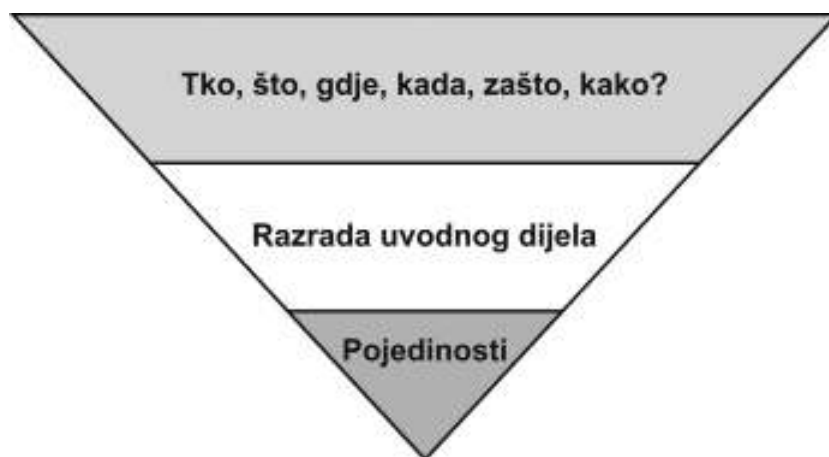 Tko, što, gdje, kada, zašto, kako?
Razrada uvodnog dijela
Pojedinosti